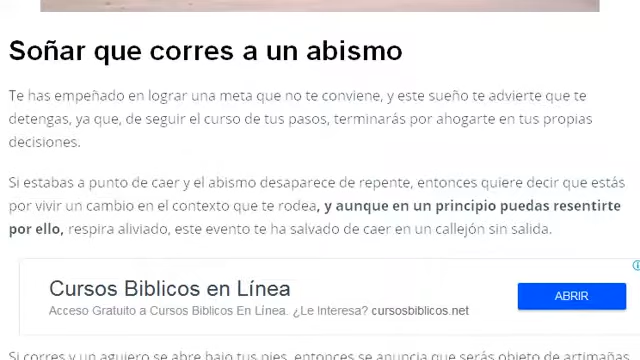 Soñar que corres a un abismo
Te has empeñado en lograr una meta que no te conviene, y este sueño te advierte que te
detengas, ya que, de seguir el curso de tus pasos, terminarás por ahogarte en tus propias
decisiones.
Si estabas a punto de caer y el abismo desaparece de repente, entonces quiere decir que estás
por vivir un cambio en el contexto que te rodea, y aunque en un principio puedas resentirte
por ello, respira aliviado, este evento te ha salvado de caer en un callejón sin salida.
Cursos Biblicos en Línea
Acceso Gratuito a Cursos Biblicos En Línea. ¿Le Interesa? cursosbiblicos.net
ABRIR
Si corres y un agujero se abre bajo tus pies, entonces se anuncia que serás objeto de artimañas